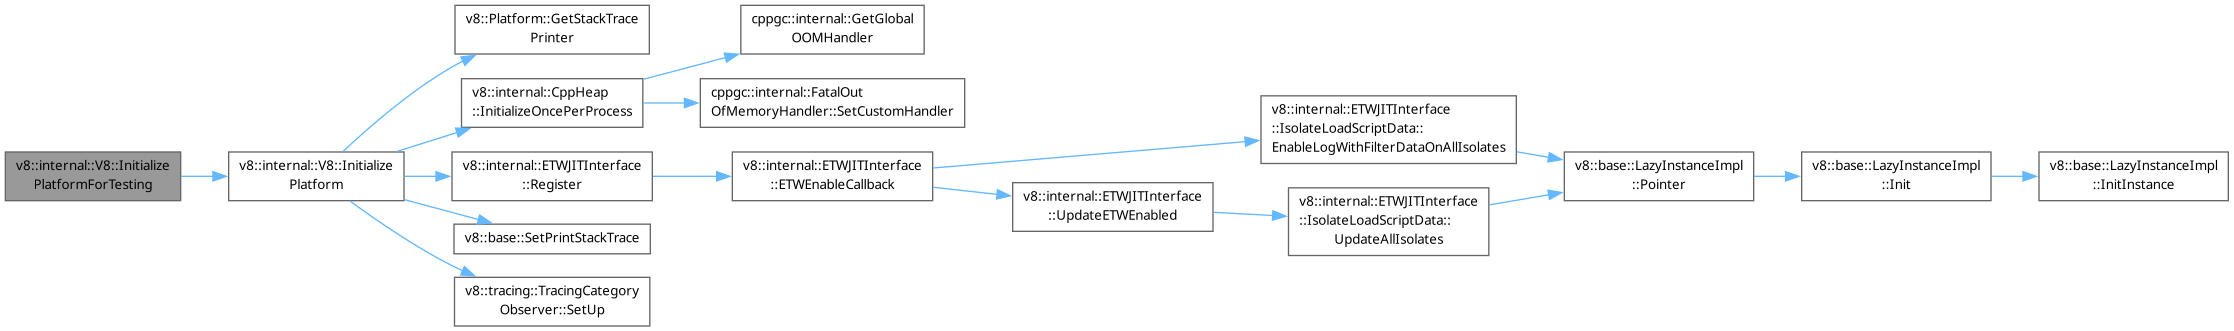 v8::internal::V8::Initialize
PlatformForTesting
v8::internal::V8::Initialize
Platform
v8::Platform::GetStackTrace
Printer
v8::internal::CppHeap
::InitializeOncePerProcess
v8::internal::ETWJITInterface
::Register
v8::base::SetPrintStackTrace
v8::tracing::TracingCategory
Observer::SetUp
cppgc::internal::GetGlobal
OOMHandler
cppgc::internal::FatalOut
OfMemoryHandler::SetCustomHandler
v8::internal::ETWJITInterface
::ETWEnableCallback
v8::internal::ETWJITInterface
::UpdateETWEnabled
v8::internal::ETWJITInterface
::IsolateLoadScriptData::
EnableLogWithFilterDataOnAllIsolates
v8::internal::ETWJITInterface
::IsolateLoadScriptData::
UpdateAllIsolates
v8::base::LazyInstanceImpl
::Pointer
v8::base::LazyInstanceImpl
::Init
v8::base::LazyInstanceImpl
::InitInstance